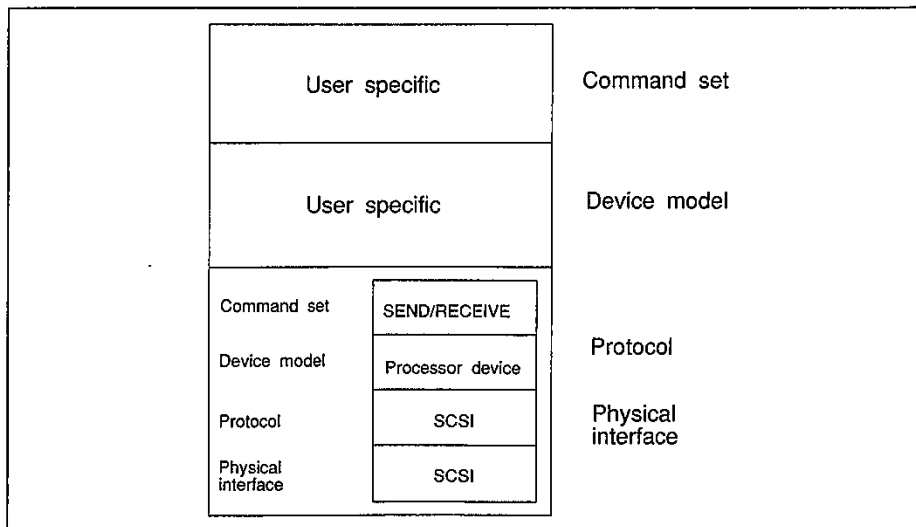 User specific
Command set
User specific
Device model
Command set
SEND/RECEIVE
Device model
Processor device
Protocol
Protocol
SCSI
Physical
interface
Physical
interface
SCSI